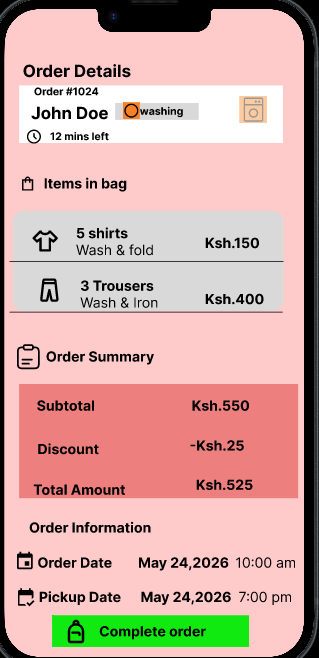 Order Details
Order #1024
John Doe washing
12 mins left
Items in bag
5 shirts
Wash & fold Ksh.150
3 Trousers
Wash & Iron Ksh.400
Order Summary
Subtotal Ksh.550
Discount -Ksh.25
Total Amount Ksh.525
Order Information
Order Date May 24,2026 10:00 am
Pickup Date May 24,2026 7:00 pm
Complete order